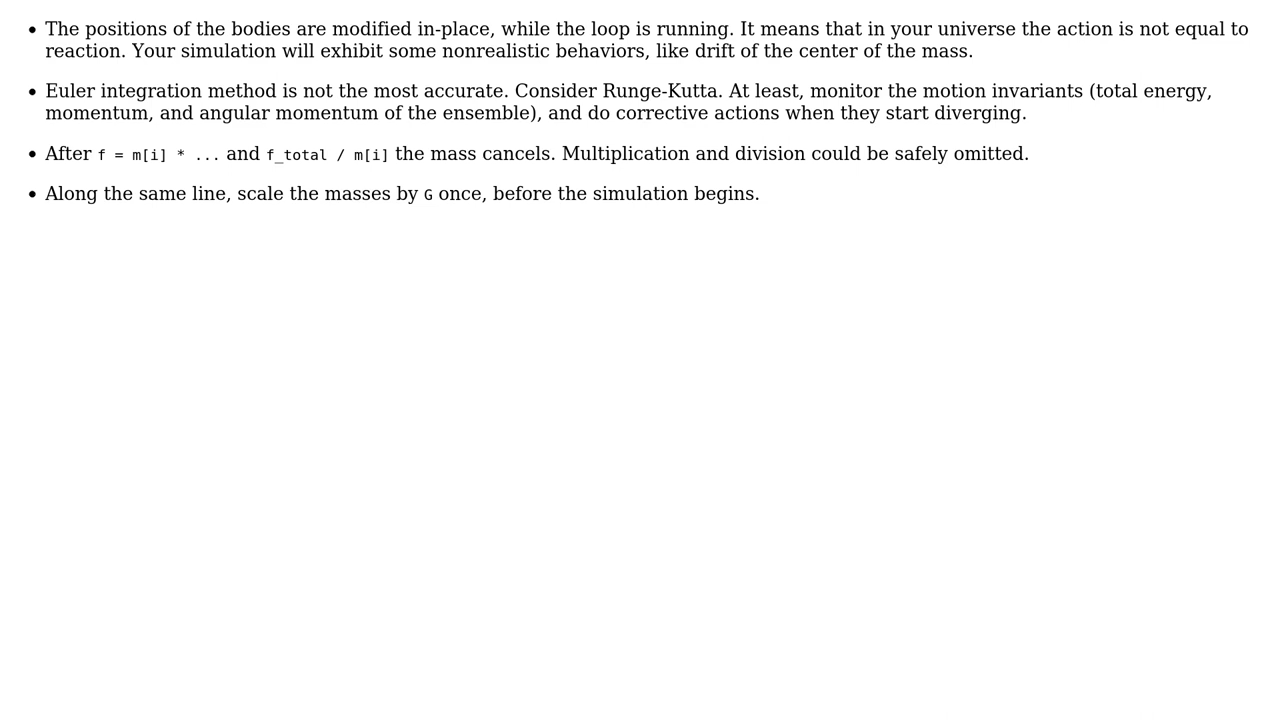 • The positions of the bodies are modified in-place, while the loop is running. It means that in your universe the action is not equal to
reaction. Your simulation will exhibit some nonrealistic behaviors, like drift of the center of the mass.
• Euler integration method is not the most accurate. Consider Runge-Kutta. At least, monitor the motion invariants (total energy,
momentum, and angular momentum of the ensemble), and do corrective actions when they start diverging.
• After f = m[i] * ... and f_total / m[i] the mass cancels. Multiplication and division could be safely omitted.
• Along the same line, scale the masses by G once, before the simulation begins.